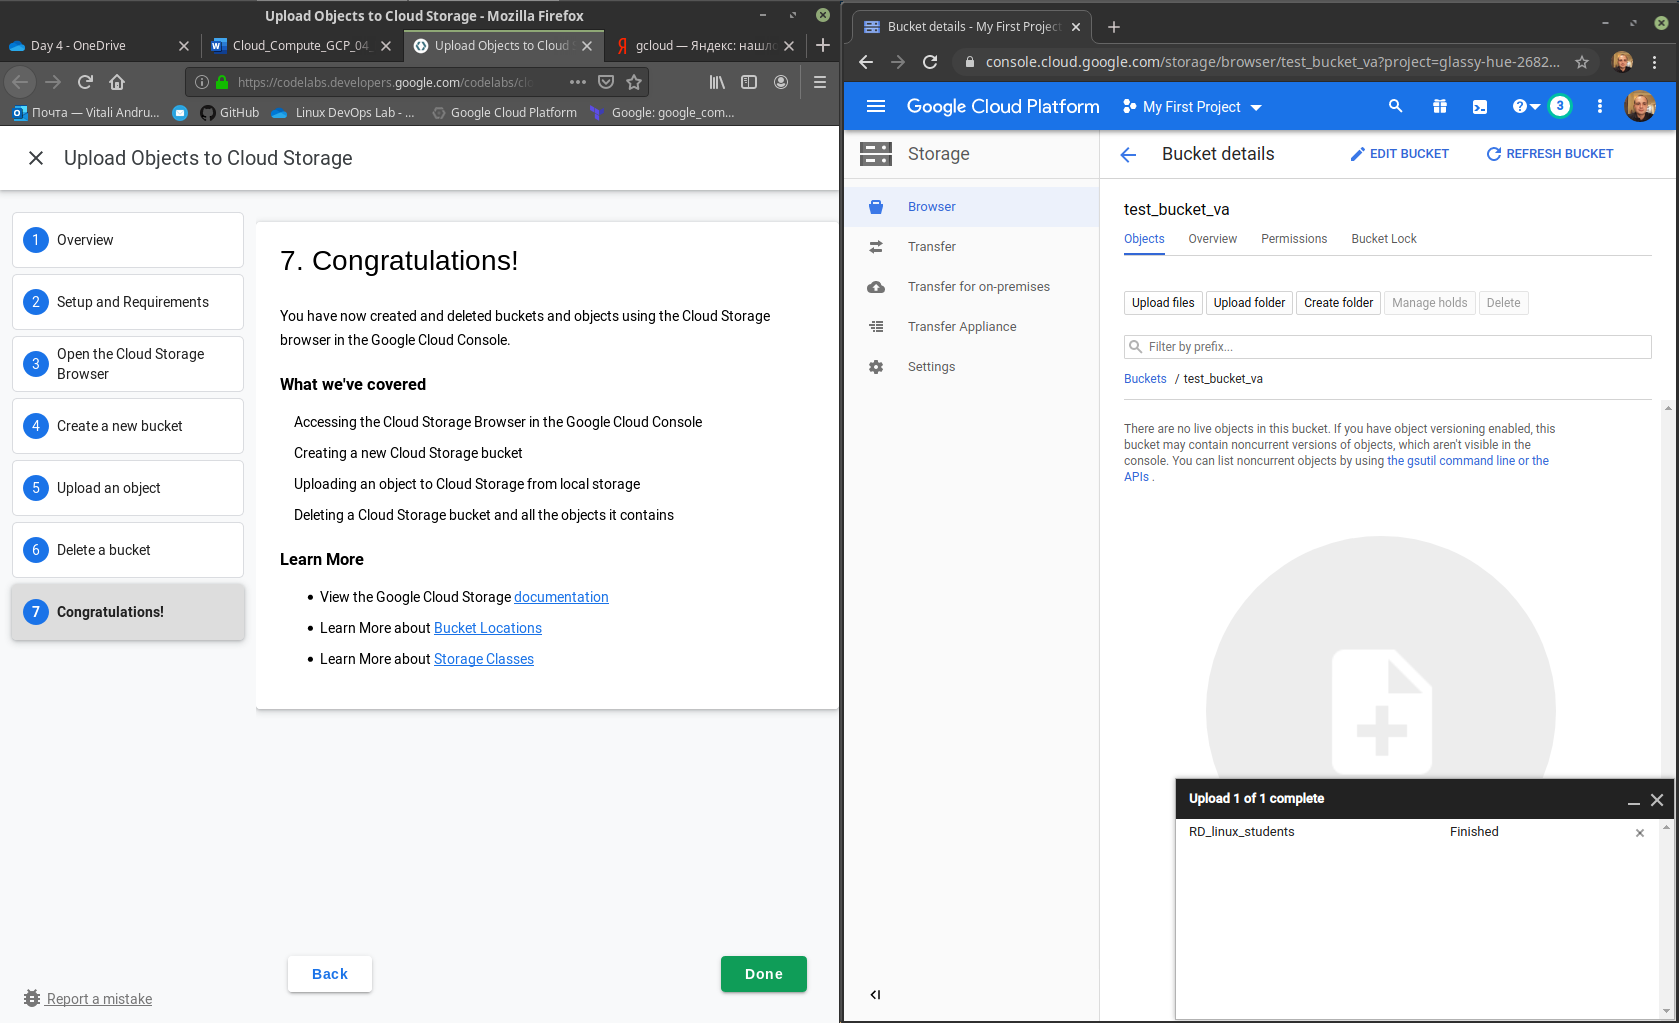 Upload Objects to Cloud Storage - Mozilla Firefox
Day 4 - OneDrive
Cloud_Compute_GCP_04_
Upload Objects to Cloud S
gcloud — Яндекс: нашло
https://codelabs.developers.google.com/codelabs/clo
Почта — Vitali Andru...
GitHub
Linux DevOps Lab - ...
Google Cloud Platform
Google: google_com...
Upload Objects to Cloud Storage
1 Overview
2 Setup and Requirements
3 Open the Cloud Storage
Browser
4 Create a new bucket
5 Upload an object
6 Delete a bucket
7 Congratulations!
7. Congratulations!
You have now created and deleted buckets and objects using the Cloud Storage
browser in the Google Cloud Console.
What we've covered
Accessing the Cloud Storage Browser in the Google Cloud Console
Creating a new Cloud Storage bucket
Uploading an object to Cloud Storage from local storage
Deleting a Cloud Storage bucket and all the objects it contains
Learn More
• View the Google Cloud Storage documentation
• Learn More about Bucket Locations
• Learn More about Storage Classes
Back
Done
Report a mistake
Bucket details - My First Project
console.cloud.google.com/storage/browser/test_bucket_va?project=glassy-hue-2682...
Google Cloud Platform
My First Project
3
Storage
Browser
Transfer
Transfer for on-premises
Transfer Appliance
Settings
Bucket details
EDIT BUCKET
REFRESH BUCKET
test_bucket_va
Objects
Overview
Permissions
Bucket Lock
Upload files
Upload folder
Create folder
Manage holds
Delete
Filter by prefix...
Buckets / test_bucket_va
There are no live objects in this bucket. If you have object versioning enabled, this
bucket may contain noncurrent versions of objects, which aren't visible in the
console. You can list noncurrent objects by using the gsutil command line or the
APIs .
Upload 1 of 1 complete
RD_linux_students
Finished